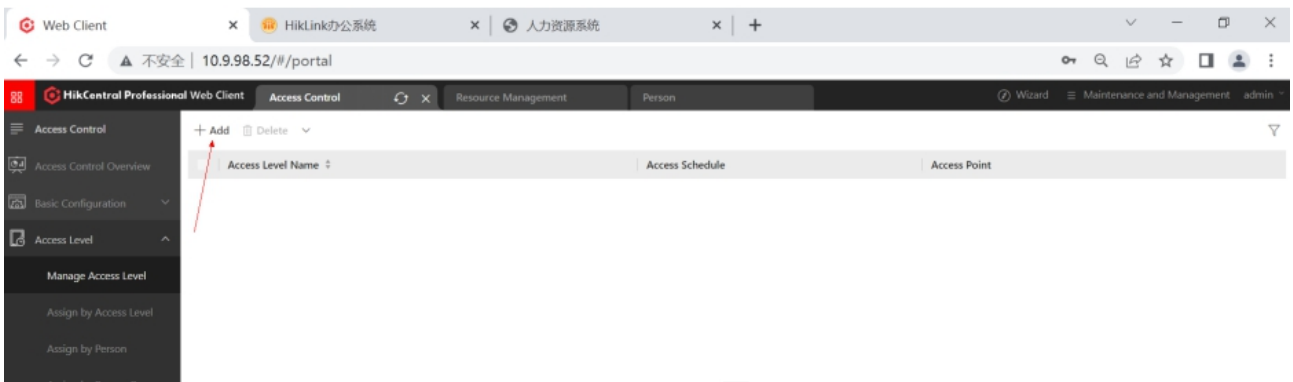 Web Client
HikLink办公系统
人力资源系统
不安全 | 10.9.98.52/#/portal
HikCentral Professional Web Client
Access Control
Resource Management
Person
Wizard
Maintenance and Management
admin
Access Control
+ Add
Delete
Access Control Overview
Access Level Name
Access Schedule
Access Point
Basic Configuration
Access Level
Manage Access Level
Assign by Access Level
Assign by Person